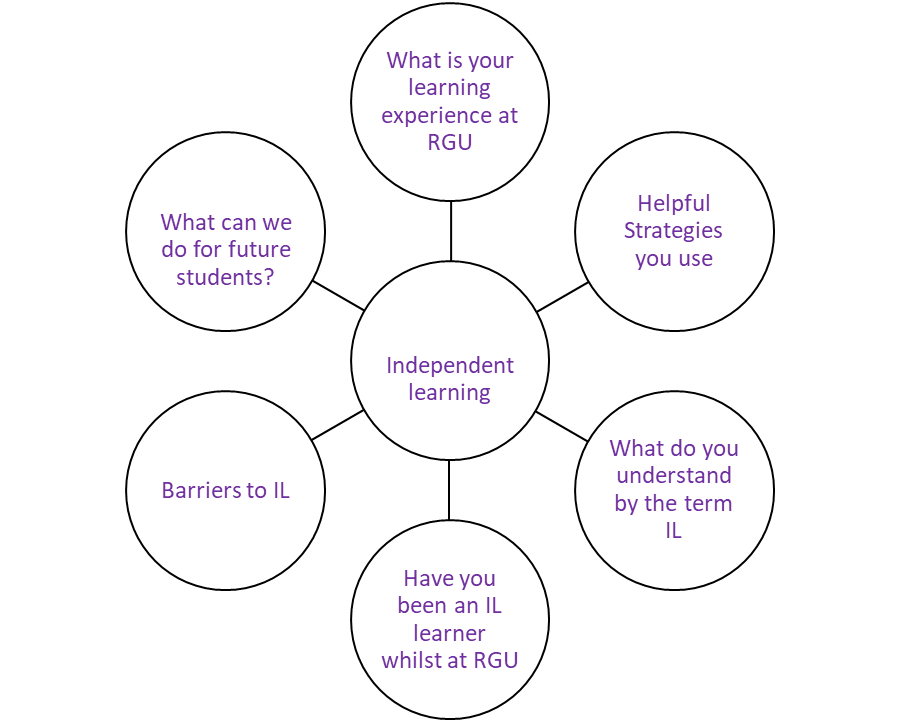 What is your
learning
experience at
RGU
Helpful
Strategies
you use
What do you
understand
by the term
IL
Have you
been an IL
learner
whilst at RGU
Barriers to IL
What can we
do for future
students?
Independent
learning